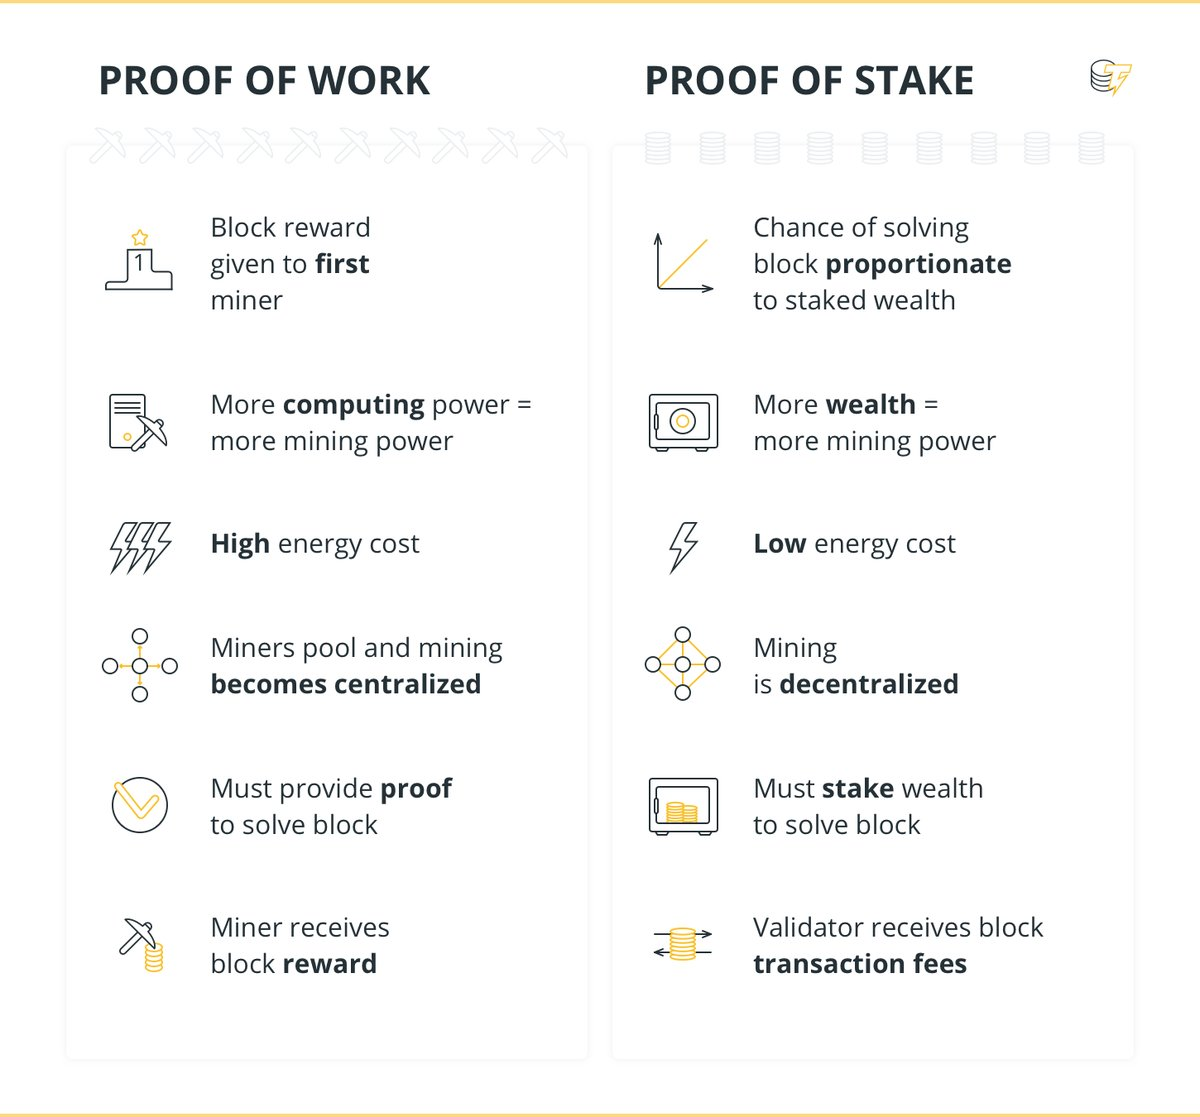 PROOF OF WORK
Block reward
given to first
miner
1
More computing power =
more mining power
High energy cost
Miners pool and mining
becomes centralized
Must provide proof
to solve block
Miner receives
block reward
PROOF OF STAKE
Chance of solving
block proportionate
to staked wealth
More wealth =
more mining power
Low energy cost
Mining
is decentralized
Must stake wealth
to solve block
Validator receives block
transaction fees